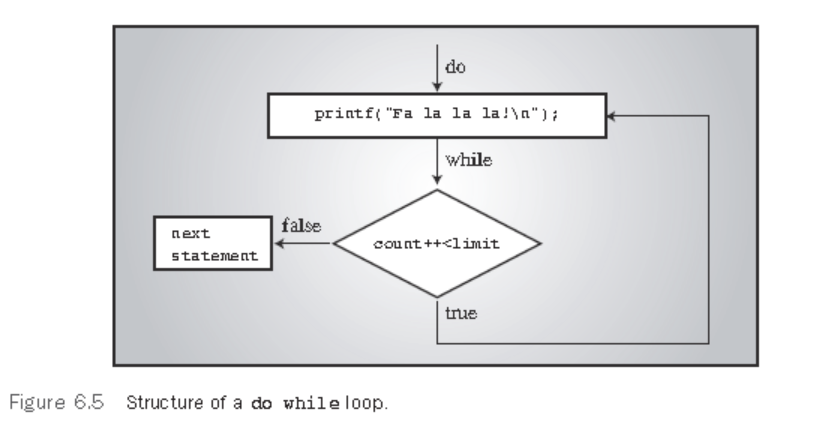 do
printf("Fa la la la!\n");
while
false
next
statement
count++<limit
true
Figure 6.5 Structure of a do while loop.